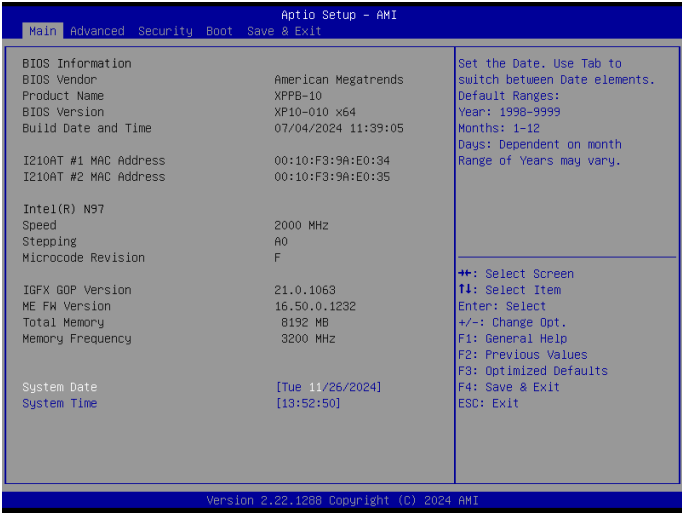 Aptio Setup – AMI
Main Advanced Security Boot Save & Exit
BIOS Information
BIOS Vendor American Megatrends
Product Name XPPB-10
BIOS Version XP10-010 x64
Build Date and Time 07/04/2024 11:39:05
I210AT #1 MAC Address 00:10:F3:9A:E0:34
I210AT #2 MAC Address 00:10:F3:9A:E0:35
Intel(R) N97
Speed 2000 MHz
Stepping A0
Microcode Revision F
IGFX GOP Version 21.0.1063
ME FW Version 16.50.0.1232
Total Memory 8192 MB
Memory Frequency 3200 MHz
System Date [Tue 11/26/2024]
System Time [13:52:50]
Set the Date. Use Tab to
switch between Date elements.
Default Ranges:
Year: 1998-9999
Months: 1-12
Days: Dependent on month
Range of Years may vary.
→←: Select Screen
↑↓: Select Item
Enter: Select
+/-: Change Opt.
F1: General Help
F2: Previous Values
F3: Optimized Defaults
F4: Save & Exit
ESC: Exit
Version 2.22.1288 Copyright (C) 2024 AMI